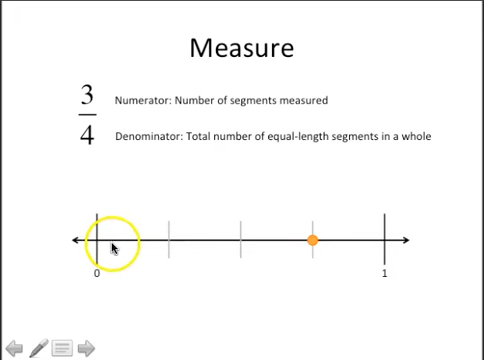 Measure
3
Numerator: Number of segments measured
4
Denominator: Total number of equal-length segments in a whole
0
1